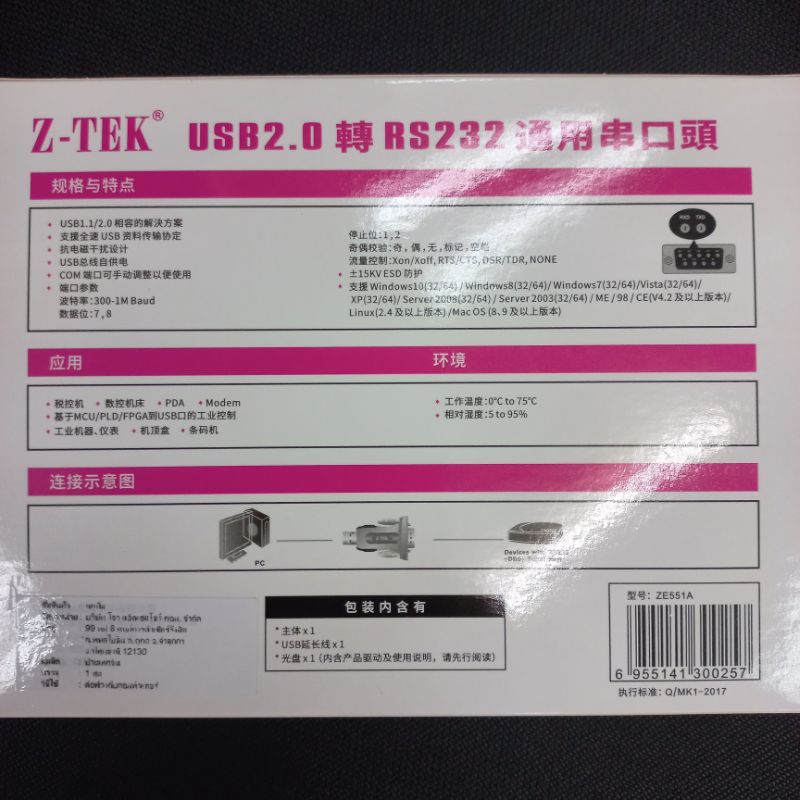 Z-TEK® USB2.0 轉 RS232 通用串口頭
规格与特点
USB1.1/2.0 相容的解決方案
支援全速 USB 资料传输协定
抗电磁干扰设计
USB总线自供电
COM 端口可手动调整以便使用
端口参数
波特率:300-1M Baud
数据位:7,8
停止位:1,2
奇偶校验:奇,偶,无,标记,空格
流量控制:Xon/Xoff, RTS/CTS, DSR/TDR, NONE
±15KV ESD 防护
支援 Windows10(32/64) / Windows8(32/64)/ Windows7(32/64)/Vista(32/64)/
XP(32/64)/ Server 2008(32/64) / Server 2003(32/64) / ME / 98 / CE(V4.2 及以上版本)/
Linux(2.4 及以上版本) /Mac OS (8、9 及以上版本)
RXD TXD
应用
环境
税控机 数控机床 PDA Modem
基于MCU/PLD/FPGA到USB口的工业控制
工业机器、仪表 机顶盒 条码机
工作温度:0℃ to 75℃
相对湿度:5 to 95%
连接示意图
Z-TEK
PC
Devices with
包装内含有
*主体 x 1
*USB延长线 x 1
*光盘 x 1 (内含产品驱动及使用说明，请先行阅读)
型号: ZE551A
6 955141 300257
执行标准: Q/MK1-2017
12130